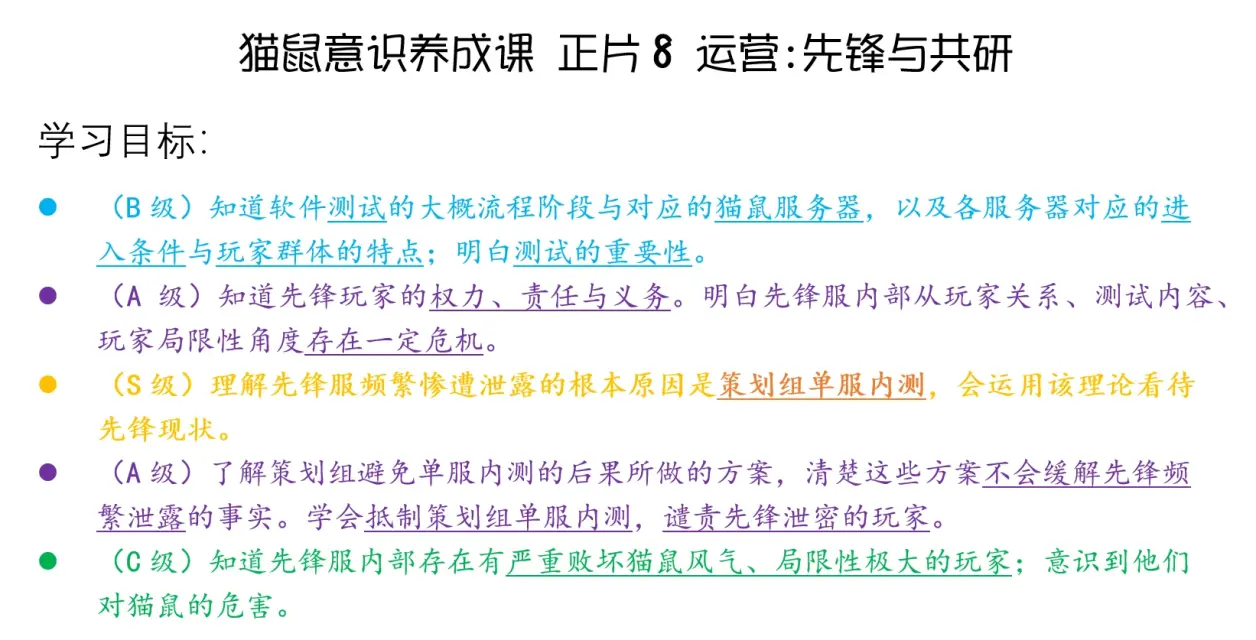 猫鼠意识养成课 正片8 运营:先锋与共研
学习目标:
（B级）知道软件测试的大概流程阶段与对应的猫鼠服务器，以及各服务器对应的进
入条件与玩家群体的特点；明白测试的重要性。
（A 级）知道先锋玩家的权力、责任与义务。明白先锋服内部从玩家关系、测试内容、
玩家局限性角度存在一定危机。
（S级）理解先锋服频繁惨遭泄露的根本原因是策划组单服内测，会运用该理论看待
先锋现状。
（A级）了解策划组避免单服内测的后果所做的方案，清楚这些方案不会缓解先锋频
繁泄露的事实。学会抵制策划组单服内测，谴责先锋泄密的玩家。
（C级）知道先锋服内部存在有严重败坏猫鼠风气、局限性极大的玩家；意识到他们
对猫鼠的危害。